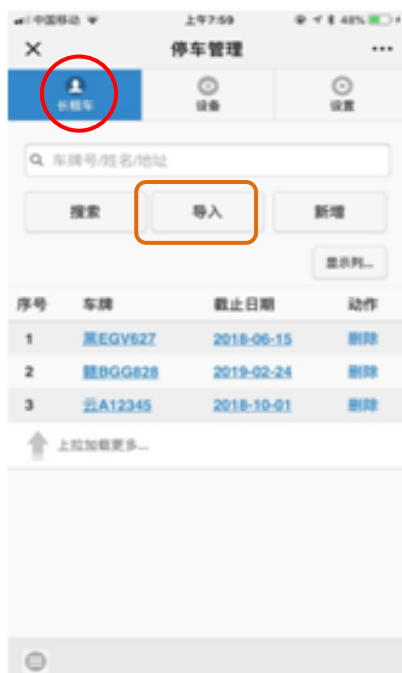 中国移动 上午7:59 48%
停车管理
长租车 设备 设置
车牌号/姓名/地址
搜索 导入 新增
显示列...
序号 车牌 截止日期 动作
1 黑EGV627 2018-06-15 删除
2 赣BGG828 2019-02-24 删除
3 云A12345 2018-10-01 删除
上拉加载更多...